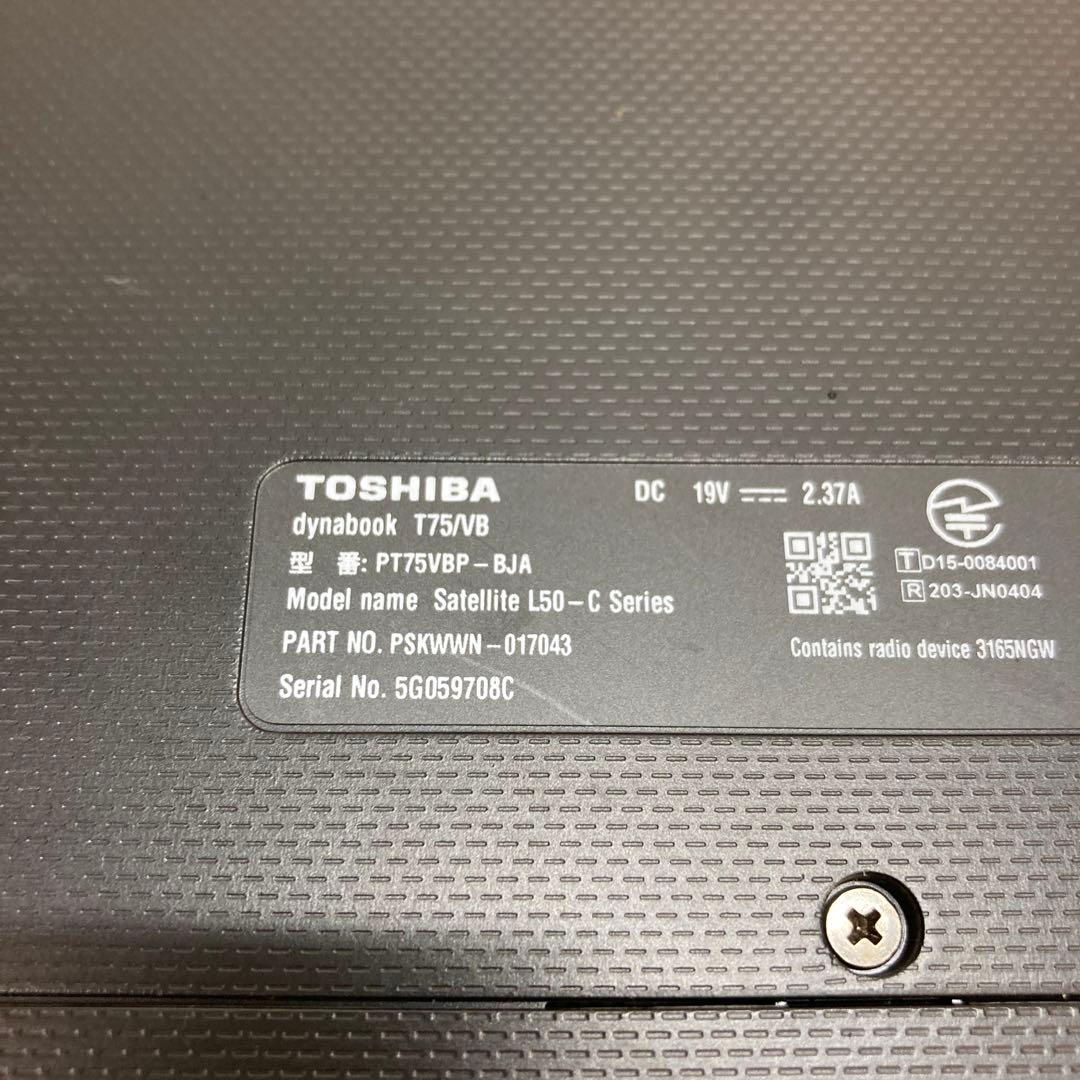 TOSHIBA
DC 19V 2.37A
dynabook T75/VB
型 番: PT75VBP-BJA
T D15-0084001
R 203-JN0404
Model name Satellite L50-C Series
PART NO. PSKWWN-017043
Contains radio device 3165NGW
Serial No. 5G059708C